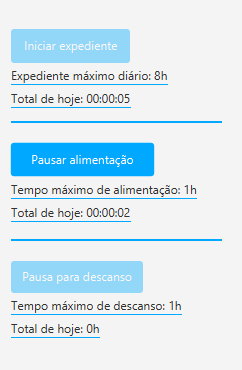 Iniciar expediente
Expediente máximo diário: 8h
Total de hoje: 00:00:05
Pausar alimentação
Tempo máximo de alimentação: 1h
Total de hoje: 00:00:02
Pausa para descanso
Tempo máximo de descanso: 1h
Total de hoje: 0h